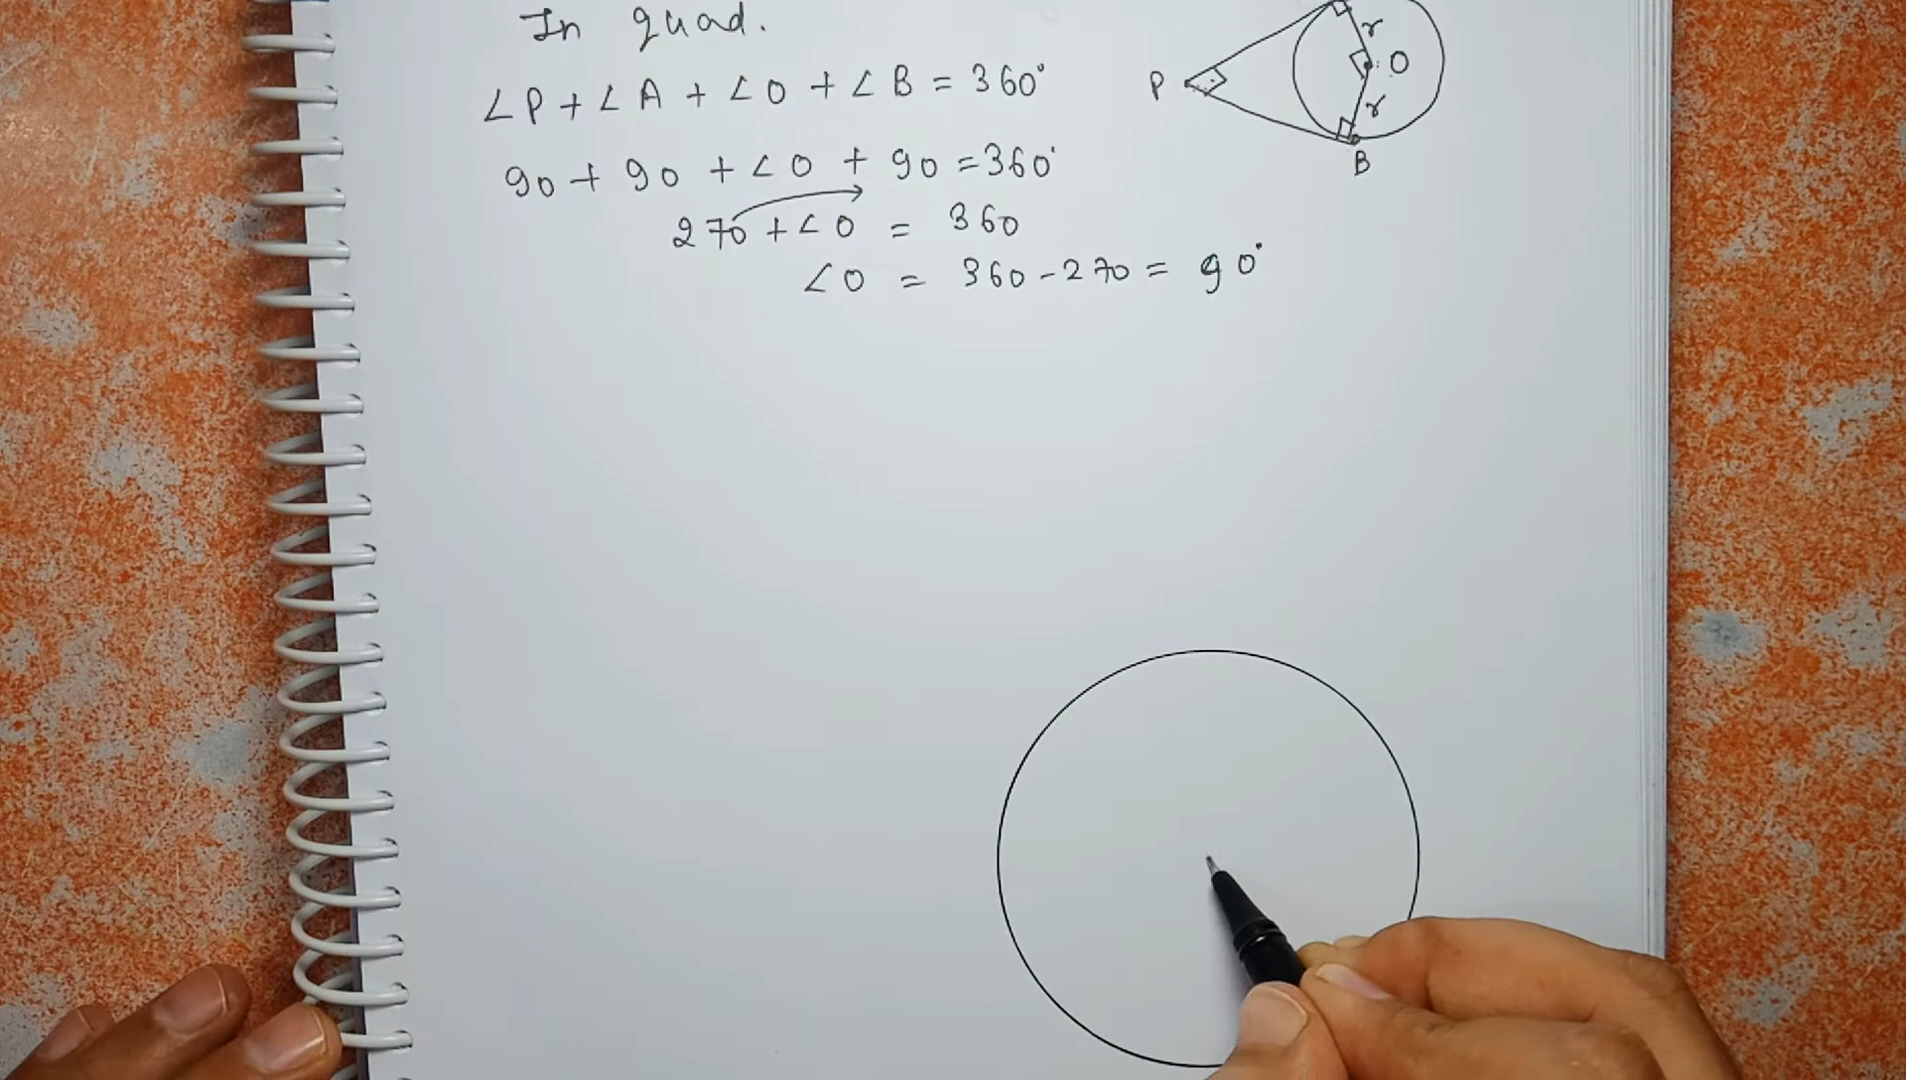 In quad.
∠P + ∠A + ∠O + ∠B = 360°
90 + 90 + ∠O + 90 = 360°
270 + ∠O = 360
∠O = 360 - 270 = 90°
P
r
O
r
B